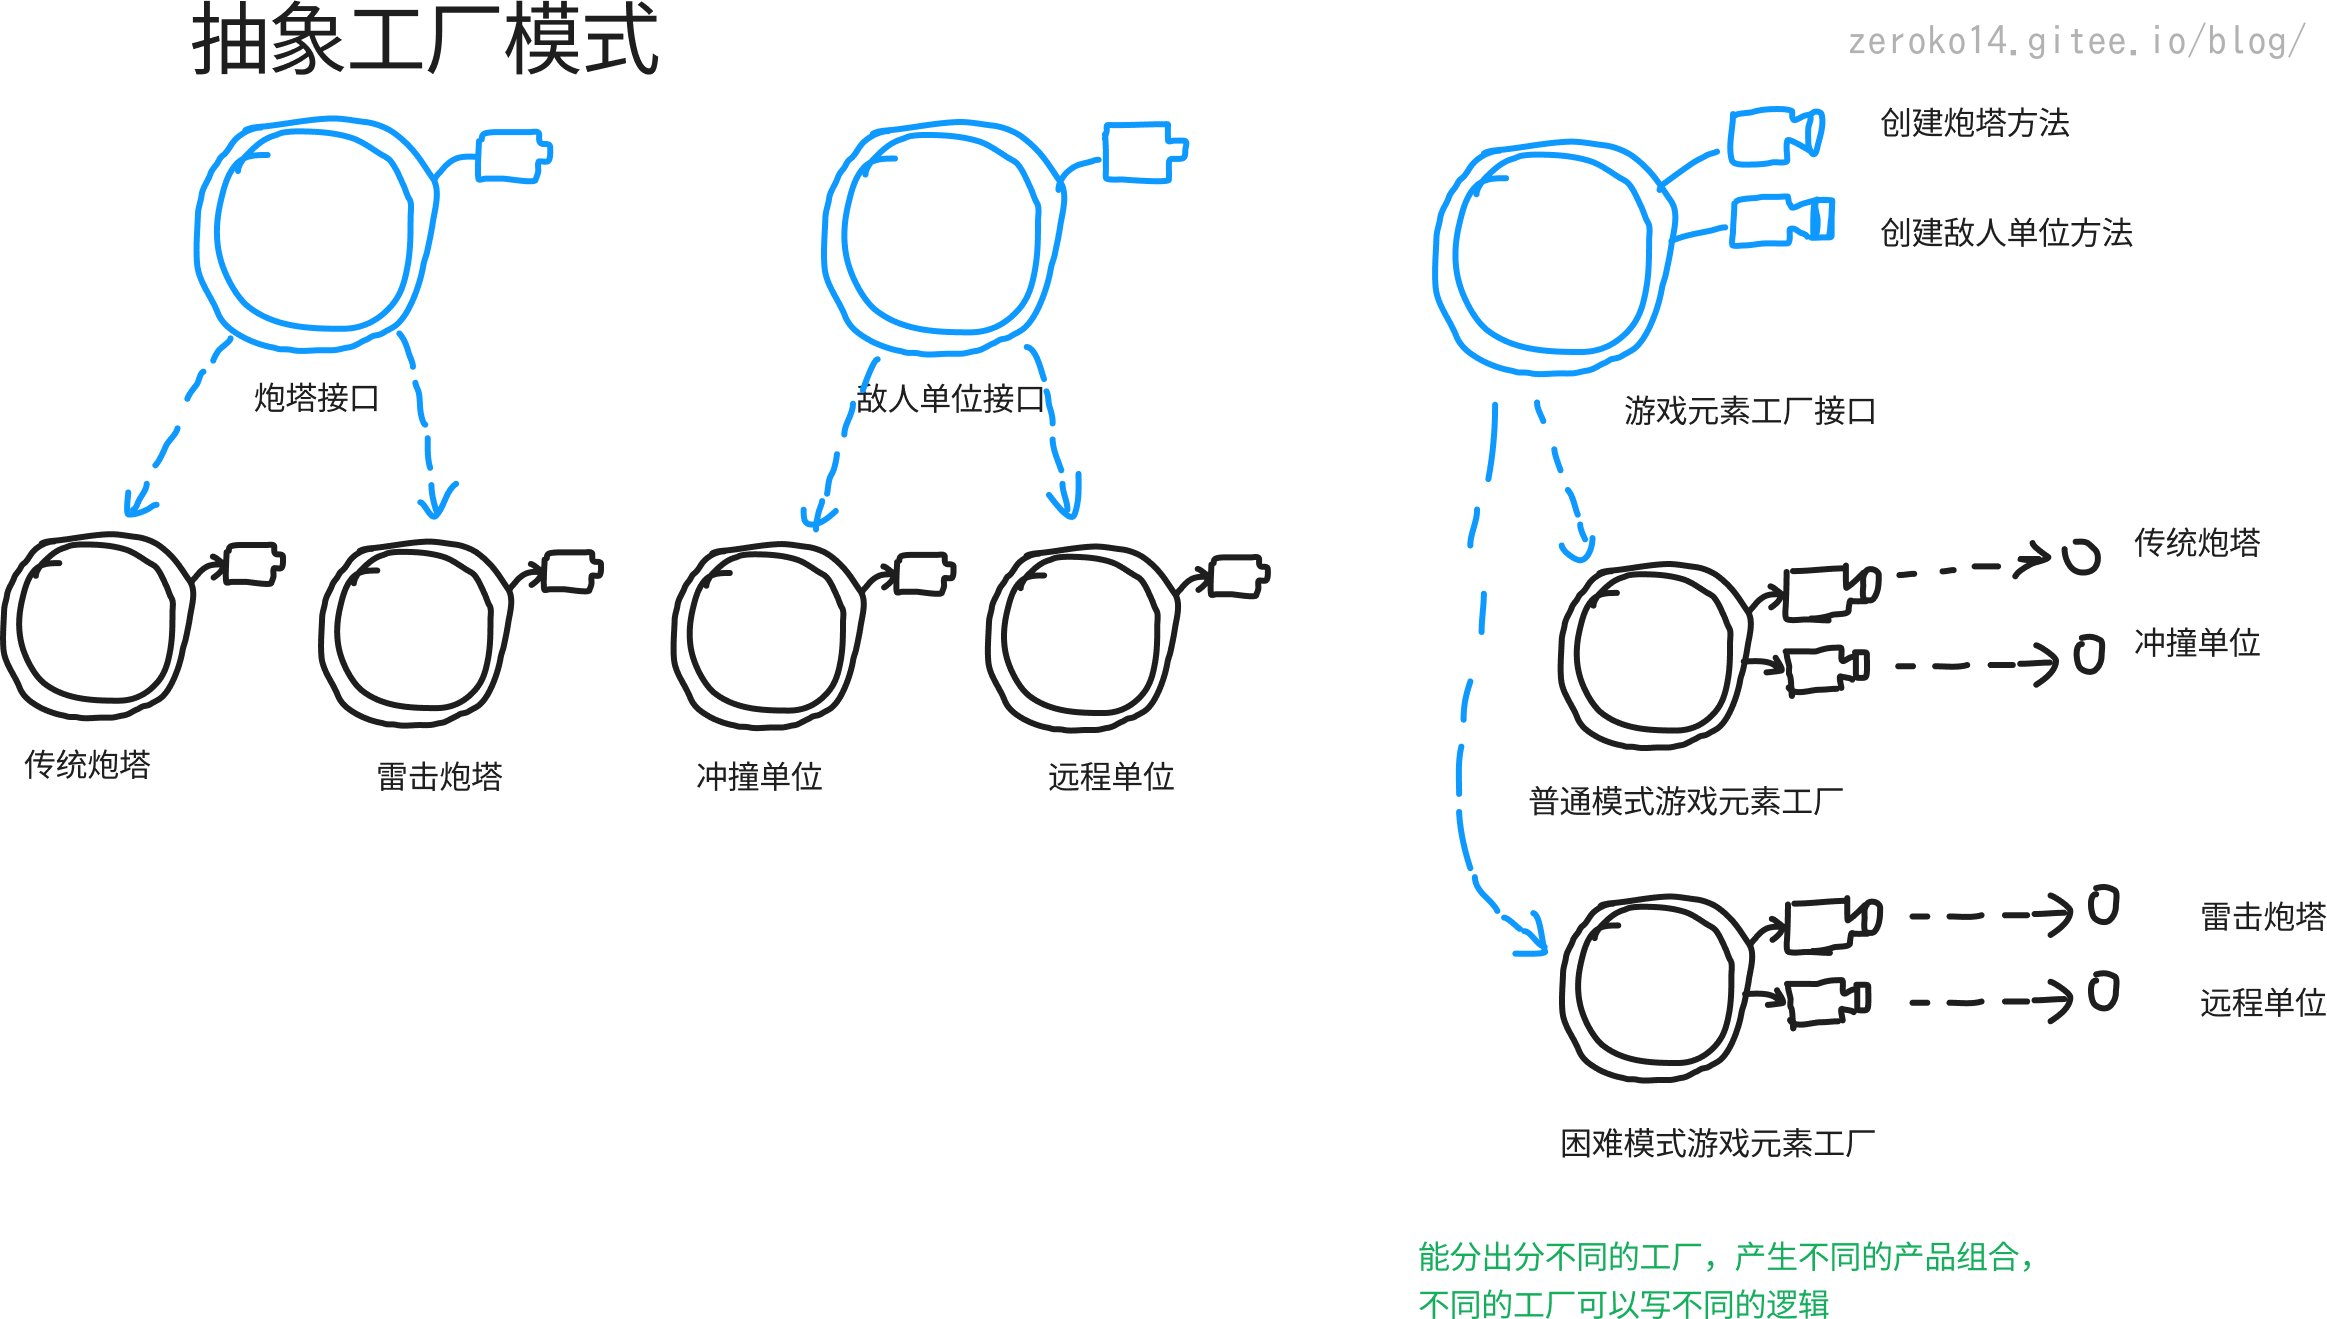 抽象工厂模式
zeroko14.gitee.io/blog/
创建炮塔方法
创建敌人单位方法
炮塔接口
敌人单位接口
游戏元素工厂接口
传统炮塔
冲撞单位
传统炮塔
雷击炮塔
冲撞单位
远程单位
普通模式游戏元素工厂
雷击炮塔
远程单位
困难模式游戏元素工厂
能分出分不同的工厂，产生不同的产品组合，
不同的工厂可以写不同的逻辑